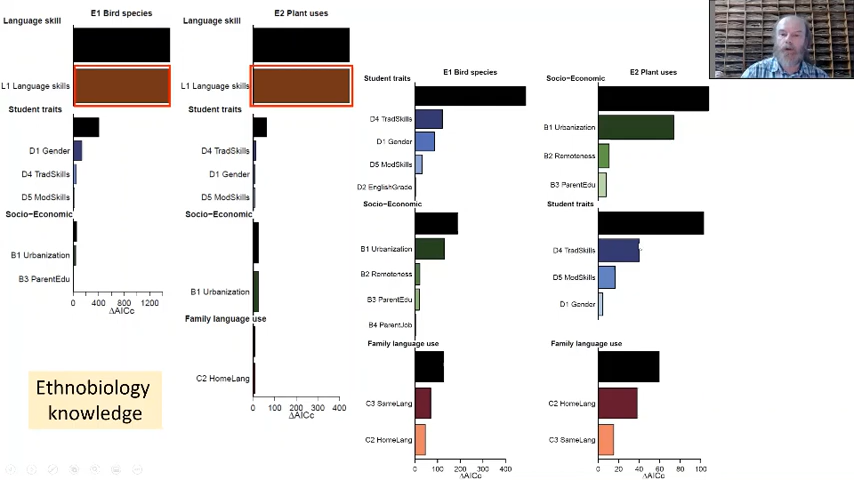 E1 Bird species
Language skill
L1 Language skills
Student traits
D1 Gender
D4 TradSkills
D5 ModSkills
Socio−Economic
B1 Urbanization
B3 ParentEdu
0 400 800 1200
ΔAICc
E2 Plant uses
Language skill
L1 Language skills
Student traits
D4 TradSkills
D1 Gender
D5 ModSkills
Socio−Economic
B1 Urbanization
Family language use
C2 HomeLang
0 100 200 300 400
ΔAICc
Ethnobiology
knowledge
E1 Bird species
Student traits
D4 TradSkills
D1 Gender
D5 ModSkills
D2 EnglishGrade
Socio−Economic
B1 Urbanization
B2 Remoteness
B3 ParentEdu
B4 ParentJob
Family language use
C3 SameLang
C2 HomeLang
0 100 200 300 400
ΔAICc
E2 Plant uses
Socio−Economic
B1 Urbanization
B2 Remoteness
B3 ParentEdu
Student traits
D4 TradSkills
D5 ModSkills
D1 Gender
Family language use
C2 HomeLang
C3 SameLang
0 20 40 60 80 100
ΔAICc